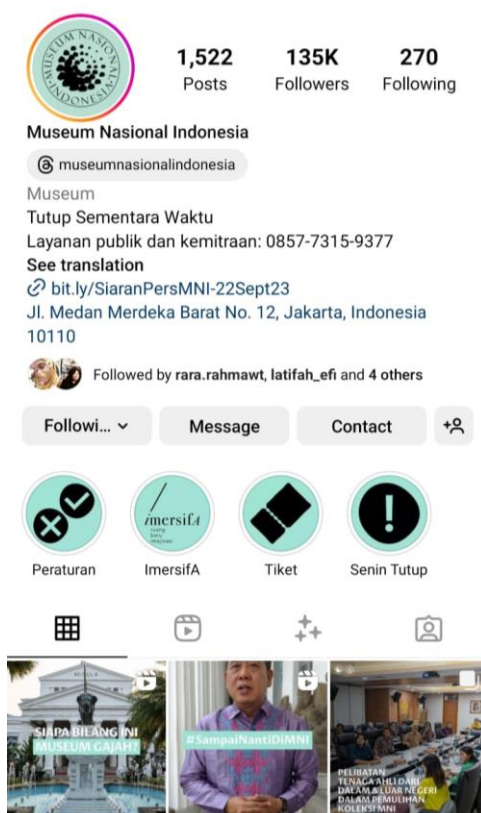 MUSEUM NASIONAL INDONESIA
1,522 135K 270
Posts Followers Following
Museum Nasional Indonesia
museumnasionalindonesia
Museum
Tutup Sementara Waktu
Layanan publik dan kemitraan: 0857-7315-9377
See translation
bit.ly/SiaranPersMNI-22Sept23
Jl. Medan Merdeka Barat No. 12, Jakarta, Indonesia
10110
Followed by rara.rahmawt, latifah_efi and 4 others
Followi... Message Contact
imersifA
ruang
baru
imajinasi
Peraturan ImersifA Tiket Senin Tutup
SIAPA BILANG INI
MUSEUM GAJAH?
#SampaiNantiDiMNI
PELIBATAN
TENAGA AHLI DARI
DALAM & LUAR NEGERI
DALAM PEMULIHAN
KOLEKSI MNI